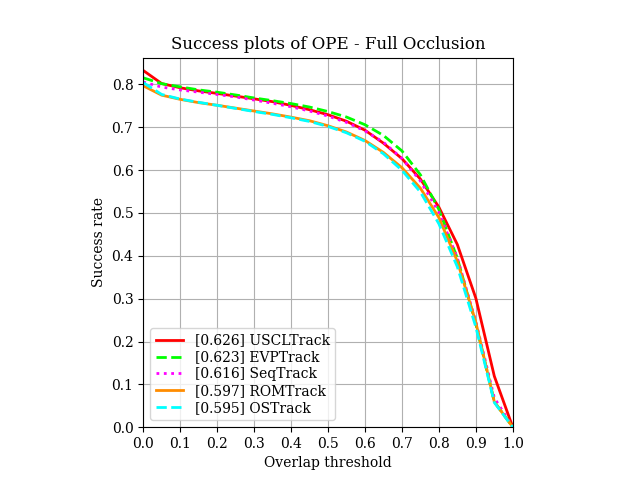 Success plots of OPE - Full Occlusion
Success rate
0.8
0.7
0.6
0.5
0.4
0.3
0.2
0.1
0.0
[0.626] USCLTrack
[0.623] EVPTrack
[0.616] SeqTrack
[0.597] ROMTrack
[0.595] OSTrack
0.0 0.1 0.2 0.3 0.4 0.5 0.6 0.7 0.8 0.9 1.0
Overlap threshold